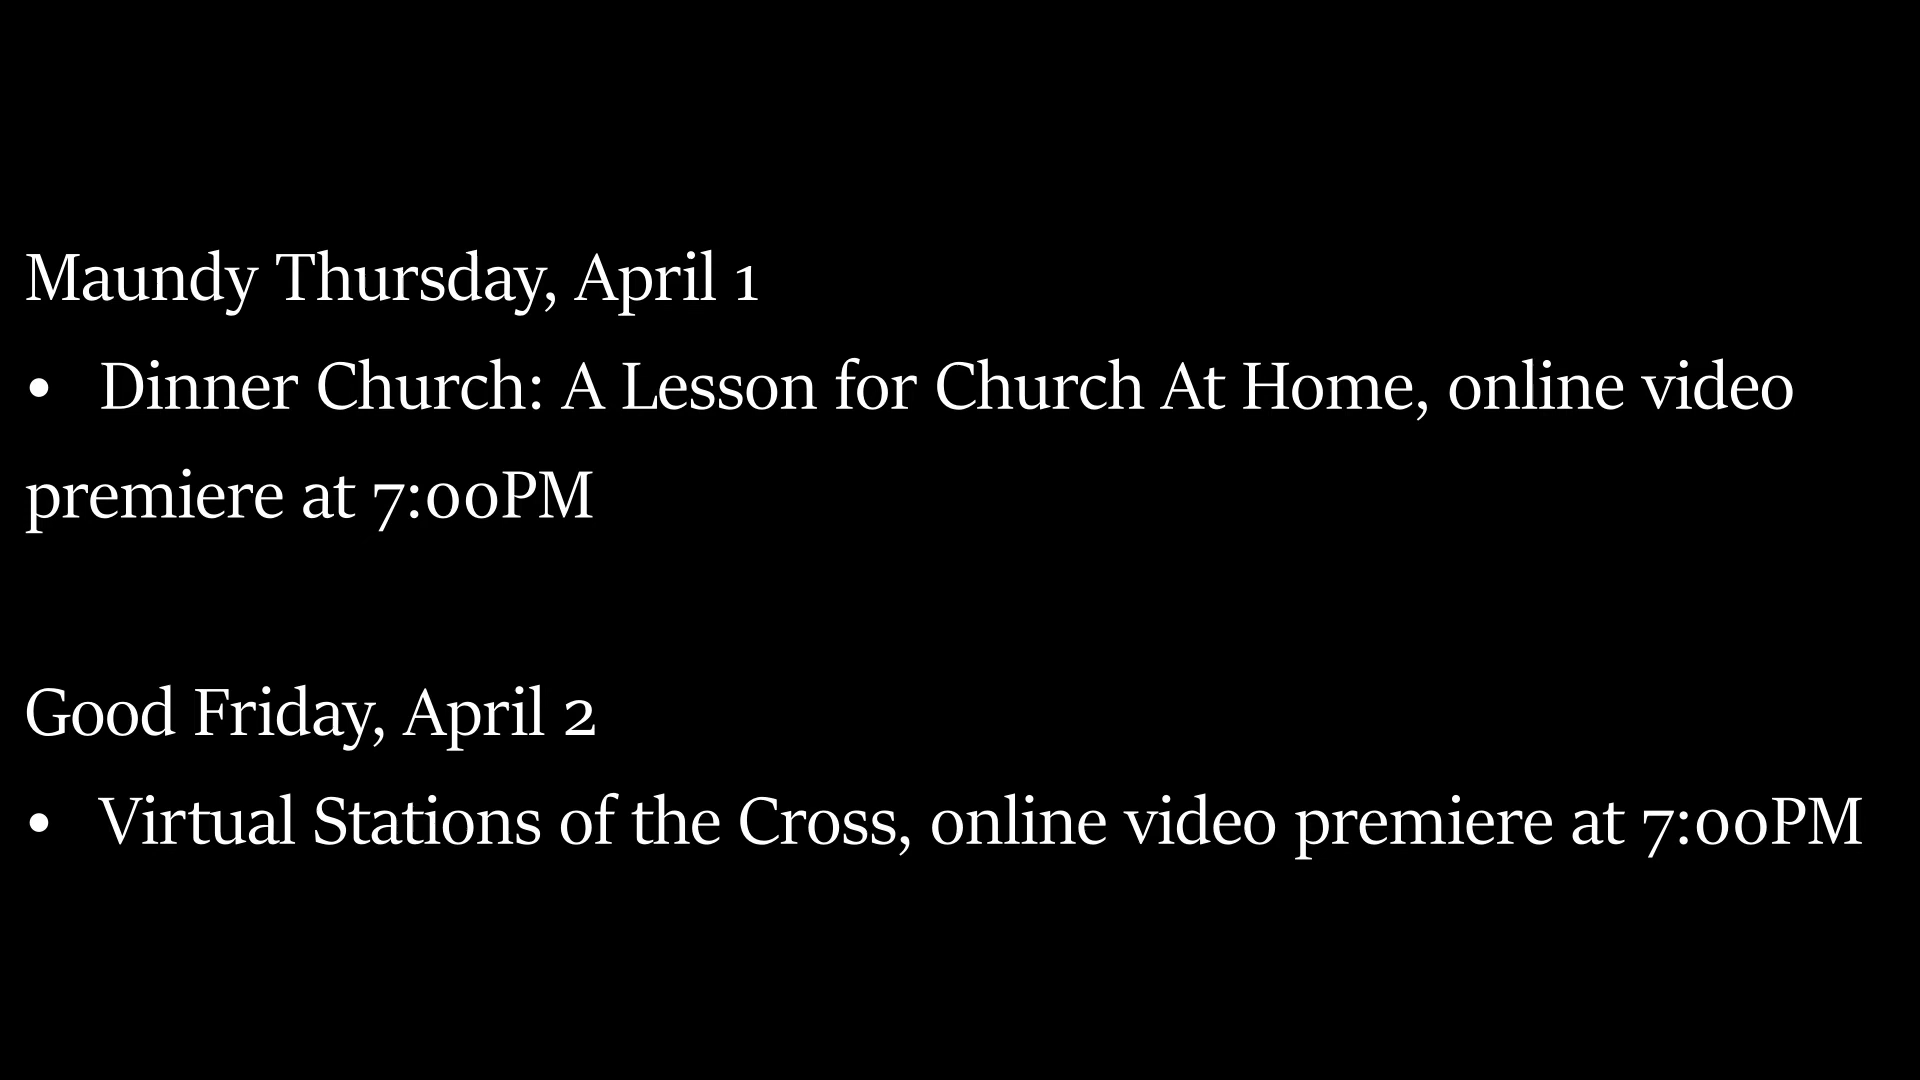 Maundy Thursday, April 1
• Dinner Church: A Lesson for Church At Home, online video
premiere at 7:00PM
Good Friday, April 2
• Virtual Stations of the Cross, online video premiere at 7:00PM